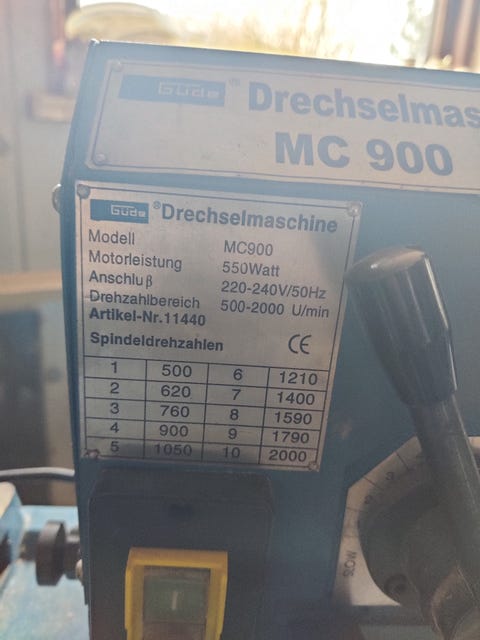 Güde ® Drechselmas
MC 900
Güde ® Drechselmaschine
Modell MC900
Motorleistung 550Watt
Anschluß 220-240V/50Hz
Drehzahlbereich 500-2000 U/min
Artikel-Nr.11440
Spindeldrehzahlen CE
1 500 6 1210
2 620 7 1400
3 760 8 1590
4 900 9 1790
5 1050 10 2000
SLOW